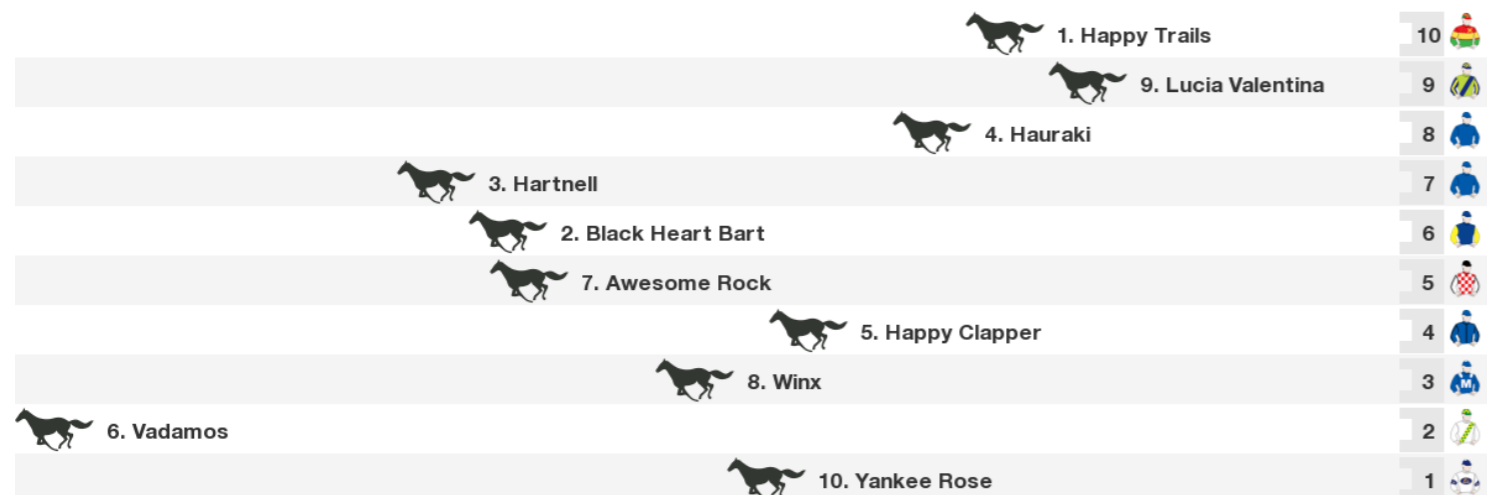 1. Happy Trails 10
9. Lucia Valentina 9
4. Hauraki 8
3. Hartnell 7
2. Black Heart Bart 6
7. Awesome Rock 5
5. Happy Clapper 4
8. Winx 3 M
6. Vadamos 2
10. Yankee Rose 1